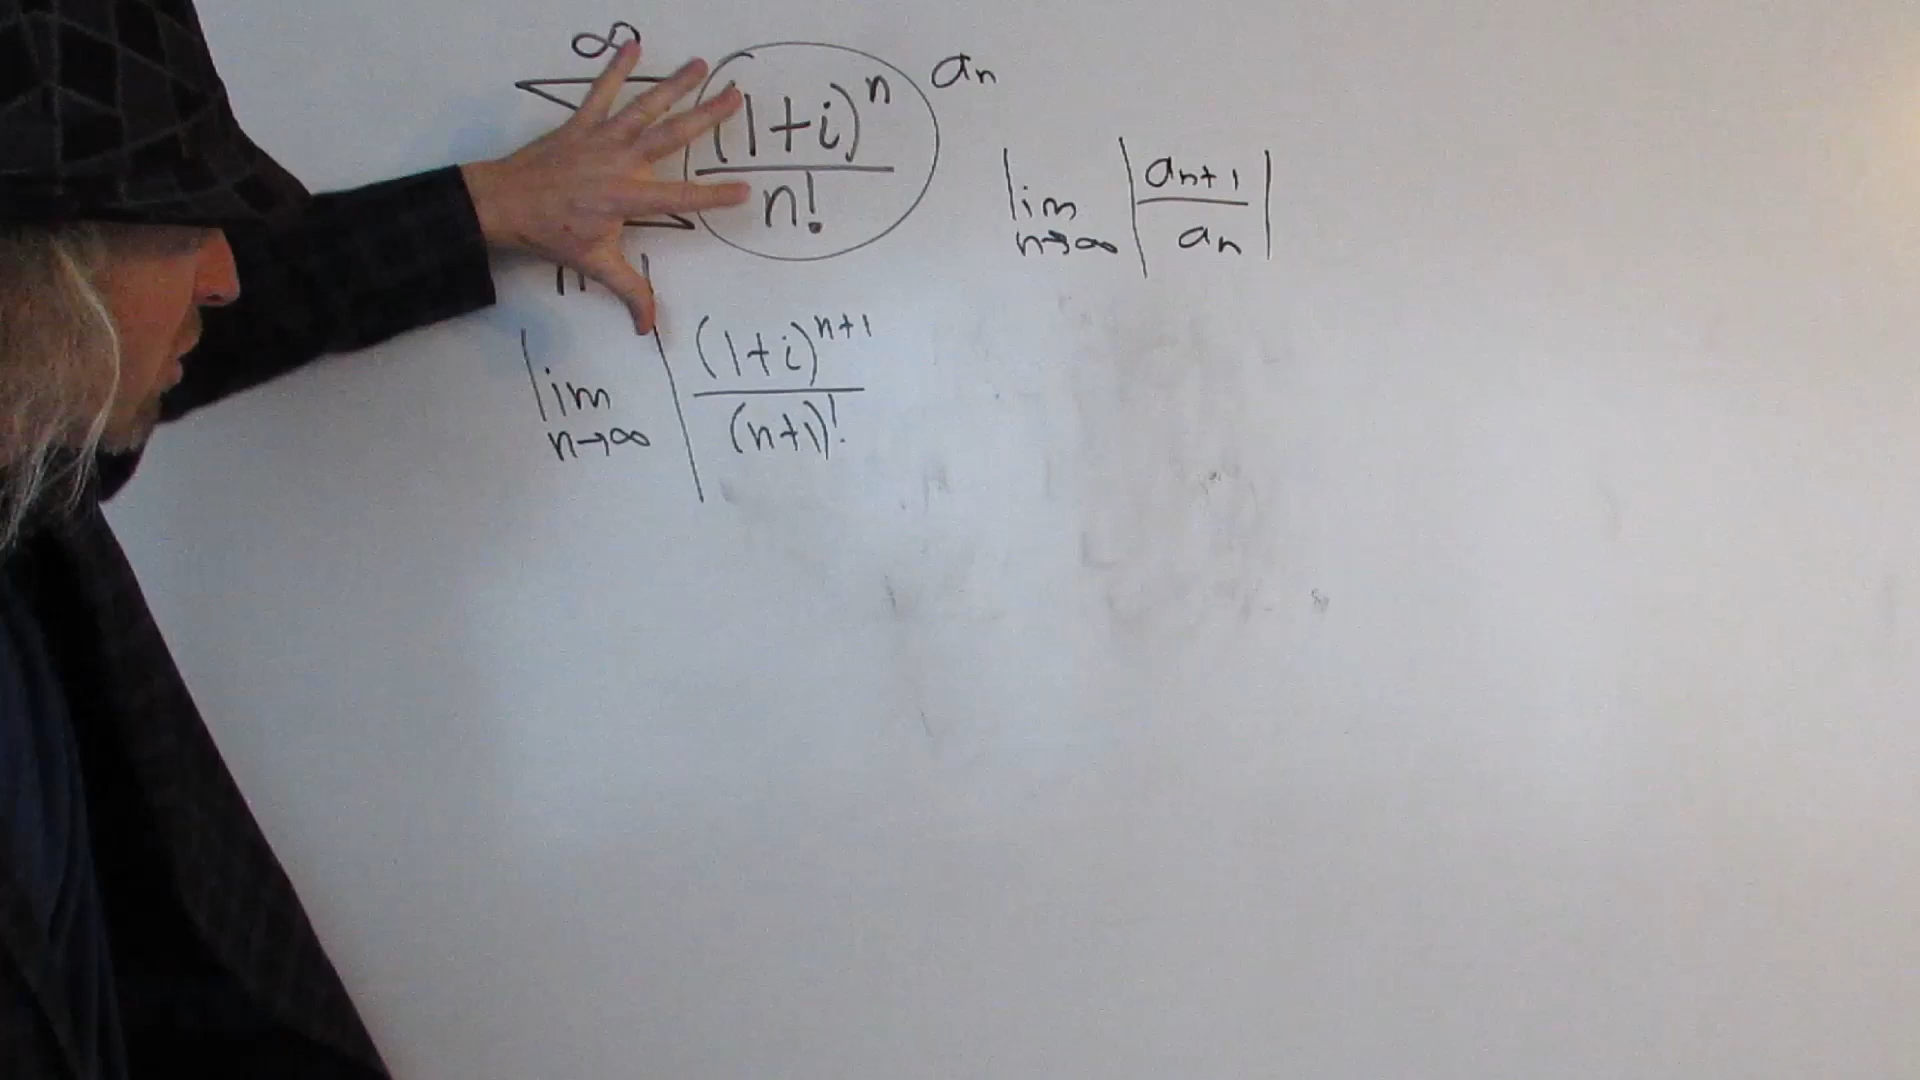 ∞
(1+i)^n / n! a_n
lim n→∞ | a_{n+1} / a_n |
n
lim n→∞ | (1+i)^{n+1} / (n+1)!